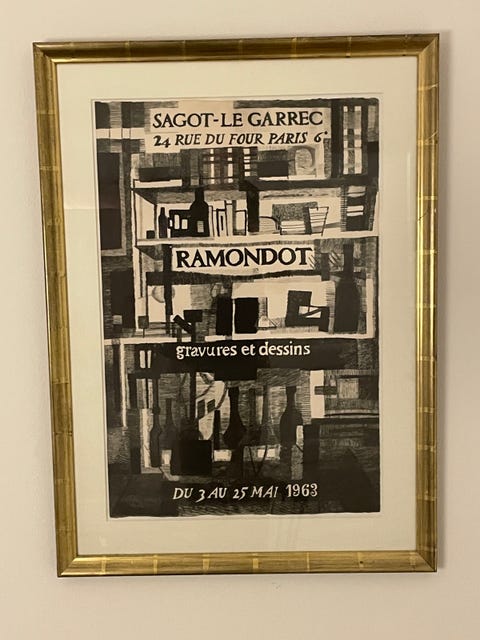 SAGOT-LE GARREC
24 RUE DU FOUR PARIS 6e
RAMONDOT
gravures et dessins
DU 3 AU 25 MAI 1963